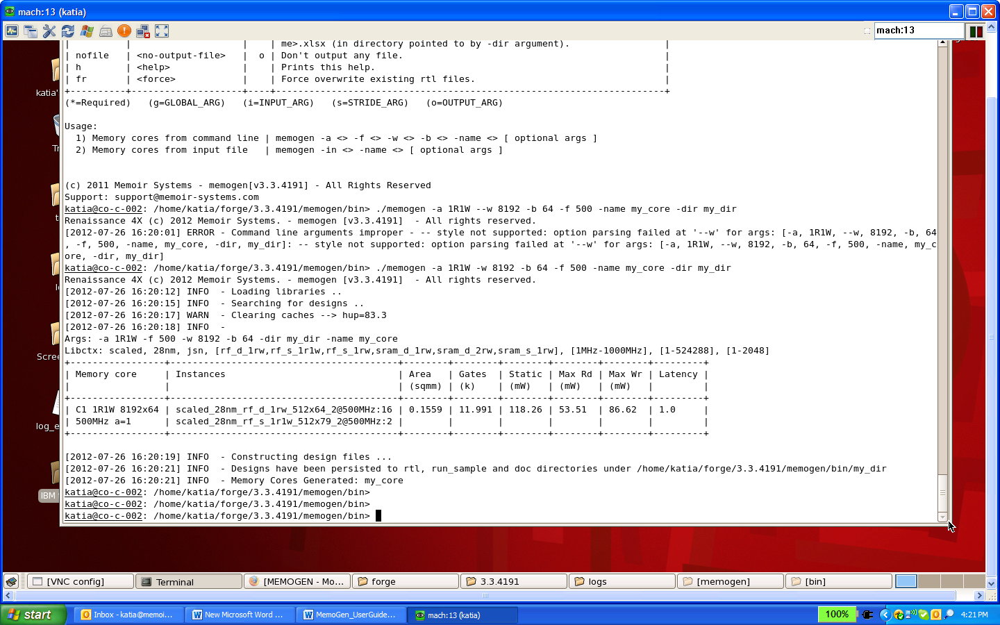 mach:13 (katia)
mach:13
|          |                    |    | me>.xlsx (in directory pointed to by -dir argument).                 |
| nofile   | <no-output-file>   |  o | Don't output any file.                                               |
| h        | <help>             |    | Prints this help.                                                    |
| fr       | <force>            |    | Force overwrite existing rtl files.                                  |
+----------+--------------------+----+----------------------------------------------------------------------+
(*=Required)   (g=GLOBAL_ARG)   (i=INPUT_ARG)   (s=STRIDE_ARG)   (o=OUTPUT_ARG)
Usage:
  1) Memory cores from command line | memogen -a <> -f <> -w <> -b <> -name <> [ optional args ]
  2) Memory cores from input file   | memogen -in <> -name <> [ optional args ]
(c) 2011 Memoir Systems - memogen[v3.3.4191] - All Rights Reserved
Support: support@memoir-systems.com
katia@co-c-002: /home/katia/forge/3.3.4191/memogen/bin> ./memogen -a 1R1W --w 8192 -b 64 -f 500 -name my_core -dir my_dir
Renaissance 4X (c) 2012 Memoir Systems. - memogen [v3.3.4191]  - All rights reserved.
[2012-07-26 16:20:01] ERROR - Command line arguments improper - -- style not supported: option parsing failed at '--w' for args: [-a, 1R1W, --w, 8192, -b, 64
, -f, 500, -name, my_core, -dir, my_dir]: -- style not supported: option parsing failed at '--w' for args: [-a, 1R1W, --w, 8192, -b, 64, -f, 500, -name, my_c
ore, -dir, my_dir]
katia@co-c-002: /home/katia/forge/3.3.4191/memogen/bin> ./memogen -a 1R1W -w 8192 -b 64 -f 500 -name my_core -dir my_dir
Renaissance 4X (c) 2012 Memoir Systems. - memogen [v3.3.4191]  - All rights reserved.
[2012-07-26 16:20:12] INFO  - Loading libraries ..
[2012-07-26 16:20:15] INFO  - Searching for designs ..
[2012-07-26 16:20:17] WARN  - Clearing caches --> hup=83.3
[2012-07-26 16:20:18] INFO  -
Args: -a 1R1W -f 500 -w 8192 -b 64 -dir my_dir -name my_core
Libctx: scaled, 28nm, jsn, [rf_d_1rw,rf_s_1r1w,rf_s_1rw,sram_d_1rw,sram_d_2rw,sram_s_1rw], [1MHz-1000MHz], [1-524288], [1-2048]
+-----------------+-----------------------------------------+--------+--------+--------+--------+--------+---------+
| Memory core     | Instances                               | Area   | Gates  | Static | Max Rd | Max Wr | Latency |
|                 |                                         | (sqmm) | (k)    | (mW)   | (mW)   | (mW)   |         |
+-----------------+-----------------------------------------+--------+--------+--------+--------+--------+---------+
| C1 1R1W 8192x64 | scaled_28nm_rf_d_1rw_512x64_2@500MHz:16 | 0.1559 | 11.991 | 118.26 | 53.51  | 86.62  | 1.0     |
| 500MHz a=1      | scaled_28nm_rf_s_1r1w_512x79_2@500MHz:2 |        |        |        |        |        |         |
+-----------------+-----------------------------------------+--------+--------+--------+--------+--------+---------+
[2012-07-26 16:20:19] INFO  - Constructing design files ...
[2012-07-26 16:20:21] INFO  - Designs have been persisted to rtl, run_sample and doc directories under /home/katia/forge/3.3.4191/memogen/bin/my_dir
[2012-07-26 16:20:21] INFO  - Memory Cores Generated: my_core
katia@co-c-002: /home/katia/forge/3.3.4191/memogen/bin>
katia@co-c-002: /home/katia/forge/3.3.4191/memogen/bin>
katia@co-c-002: /home/katia/forge/3.3.4191/memogen/bin>
katia'
Tr
t
l
Scree
log_e
IBM
[VNC config]
Terminal
[MEMOGEN - Mo...
forge
3.3.4191
logs
[memogen]
[bin]
start
Inbox - katia@memoi...
New Microsoft Word ...
MemoGen_UserGuide...
mach:13 (katia)
100%
4:21 PM